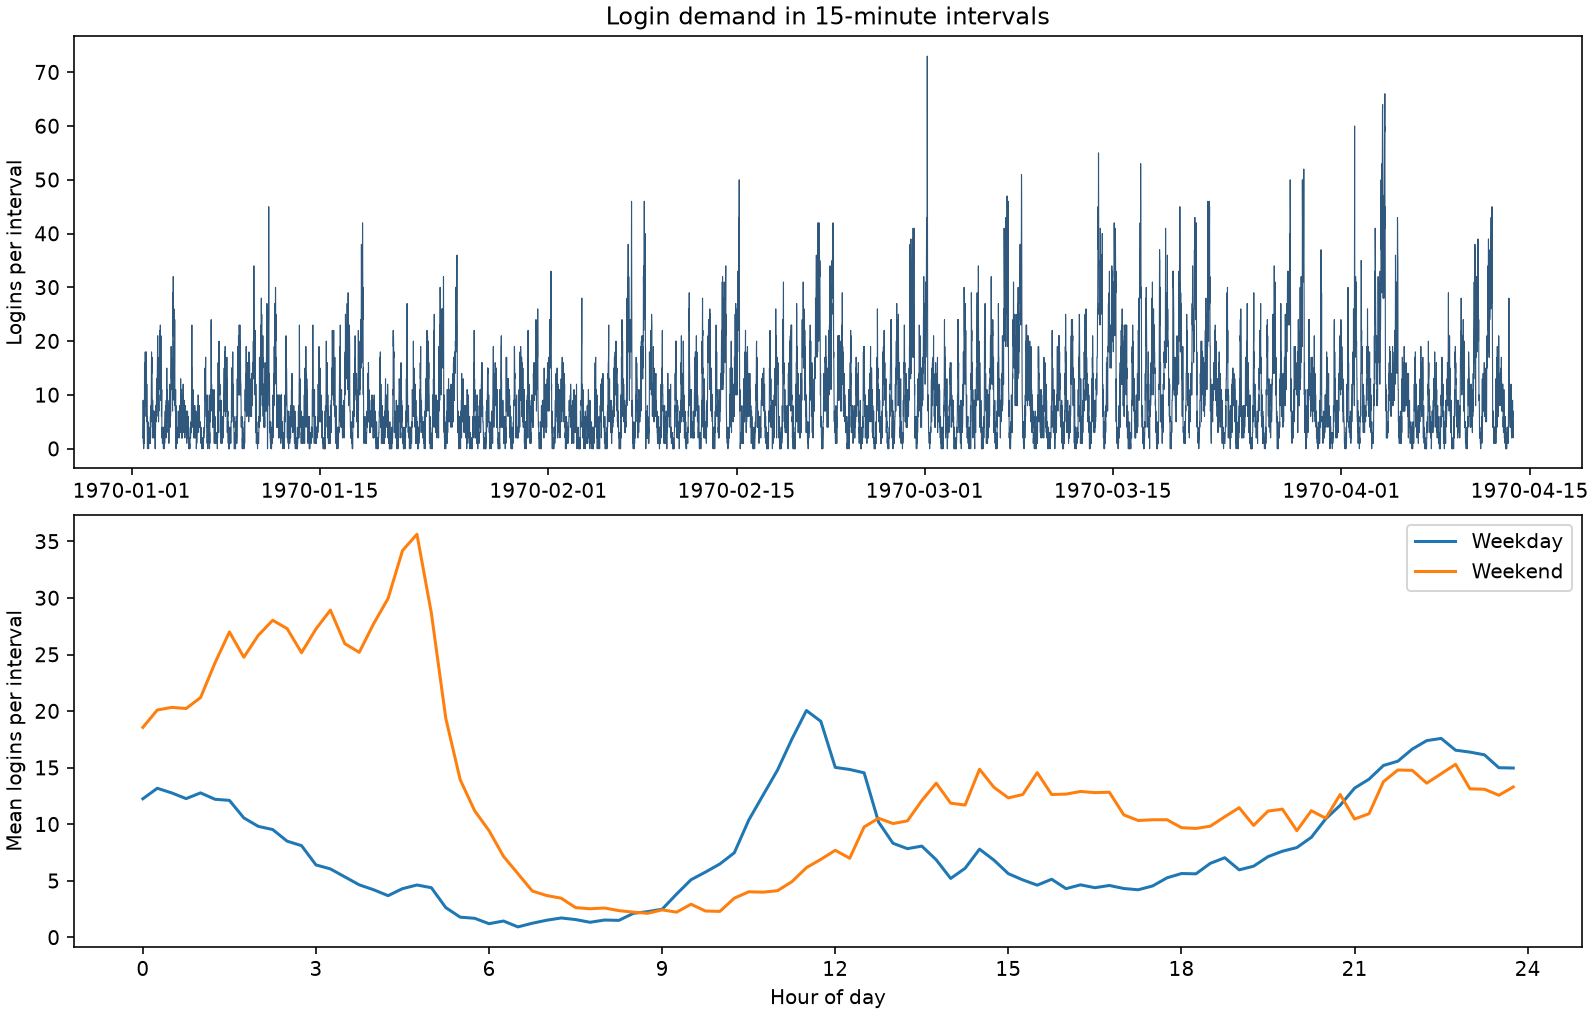 Login demand in 15-minute intervals
Logins per interval
70
60
50
40
30
20
10
0
1970-01-01 1970-01-15 1970-02-01 1970-02-15 1970-03-01 1970-03-15 1970-04-01 1970-04-15
Mean logins per interval
35
30
25
20
15
10
5
0
Weekday
Weekend
0 3 6 9 12 15 18 21 24
Hour of day